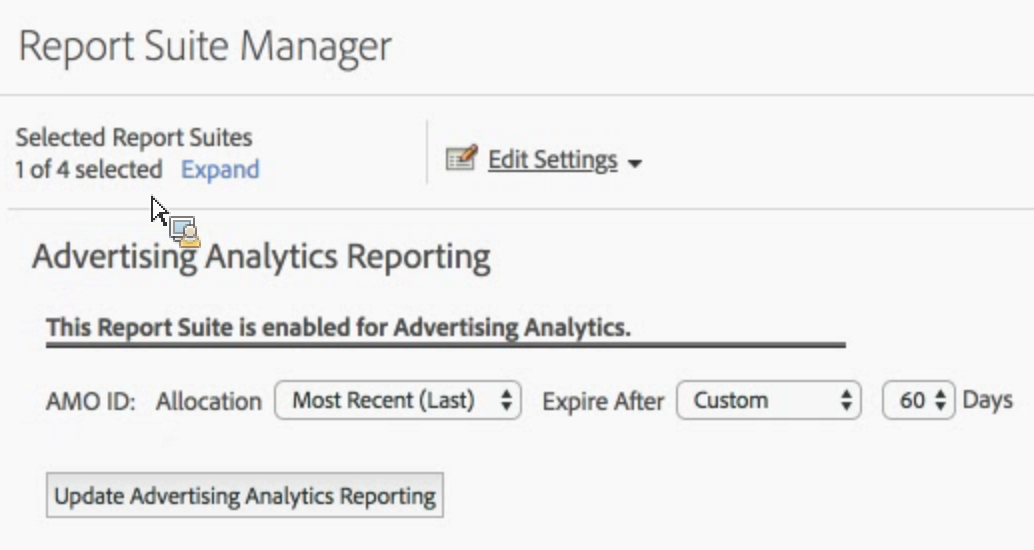 Report Suite Manager
Selected Report Suites
1 of 4 selected Expand
Edit Settings
Advertising Analytics Reporting
This Report Suite is enabled for Advertising Analytics.
AMO ID: Allocation Most Recent (Last) Expire After Custom 60 Days
Update Advertising Analytics Reporting